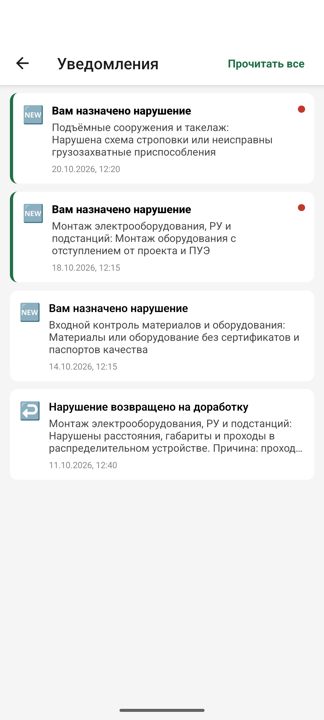 Уведомления
Прочитать все
NEW
Вам назначено нарушение
Подъёмные сооружения и такелаж:
Нарушена схема строповки или неисправны
грузозахватные приспособления
20.10.2026, 12:20
NEW
Вам назначено нарушение
Монтаж электрооборудования, РУ и
подстанций: Монтаж оборудования с
отступлением от проекта и ПУЭ
18.10.2026, 12:15
NEW
Вам назначено нарушение
Входной контроль материалов и оборудования:
Материалы или оборудование без сертификатов и
паспортов качества
14.10.2026, 12:15
Нарушение возвращено на доработку
Монтаж электрооборудования, РУ и подстанций:
Нарушены расстояния, габариты и проходы в
распределительном устройстве. Причина: проход…
11.10.2026, 12:40